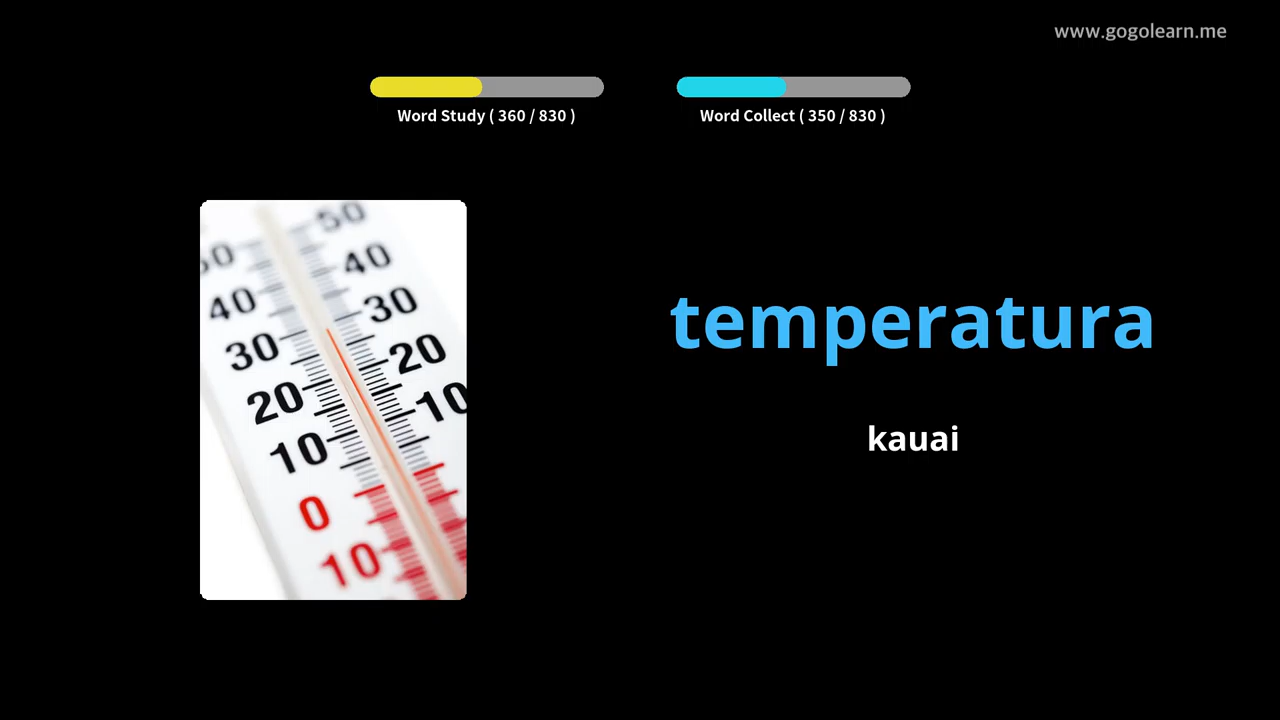 www.gogolearn.me
Word Study ( 360 / 830 )
Word Collect ( 350 / 830 )
temperatura
kauai
50
40
40
30
30
20
20
10
10
0
10